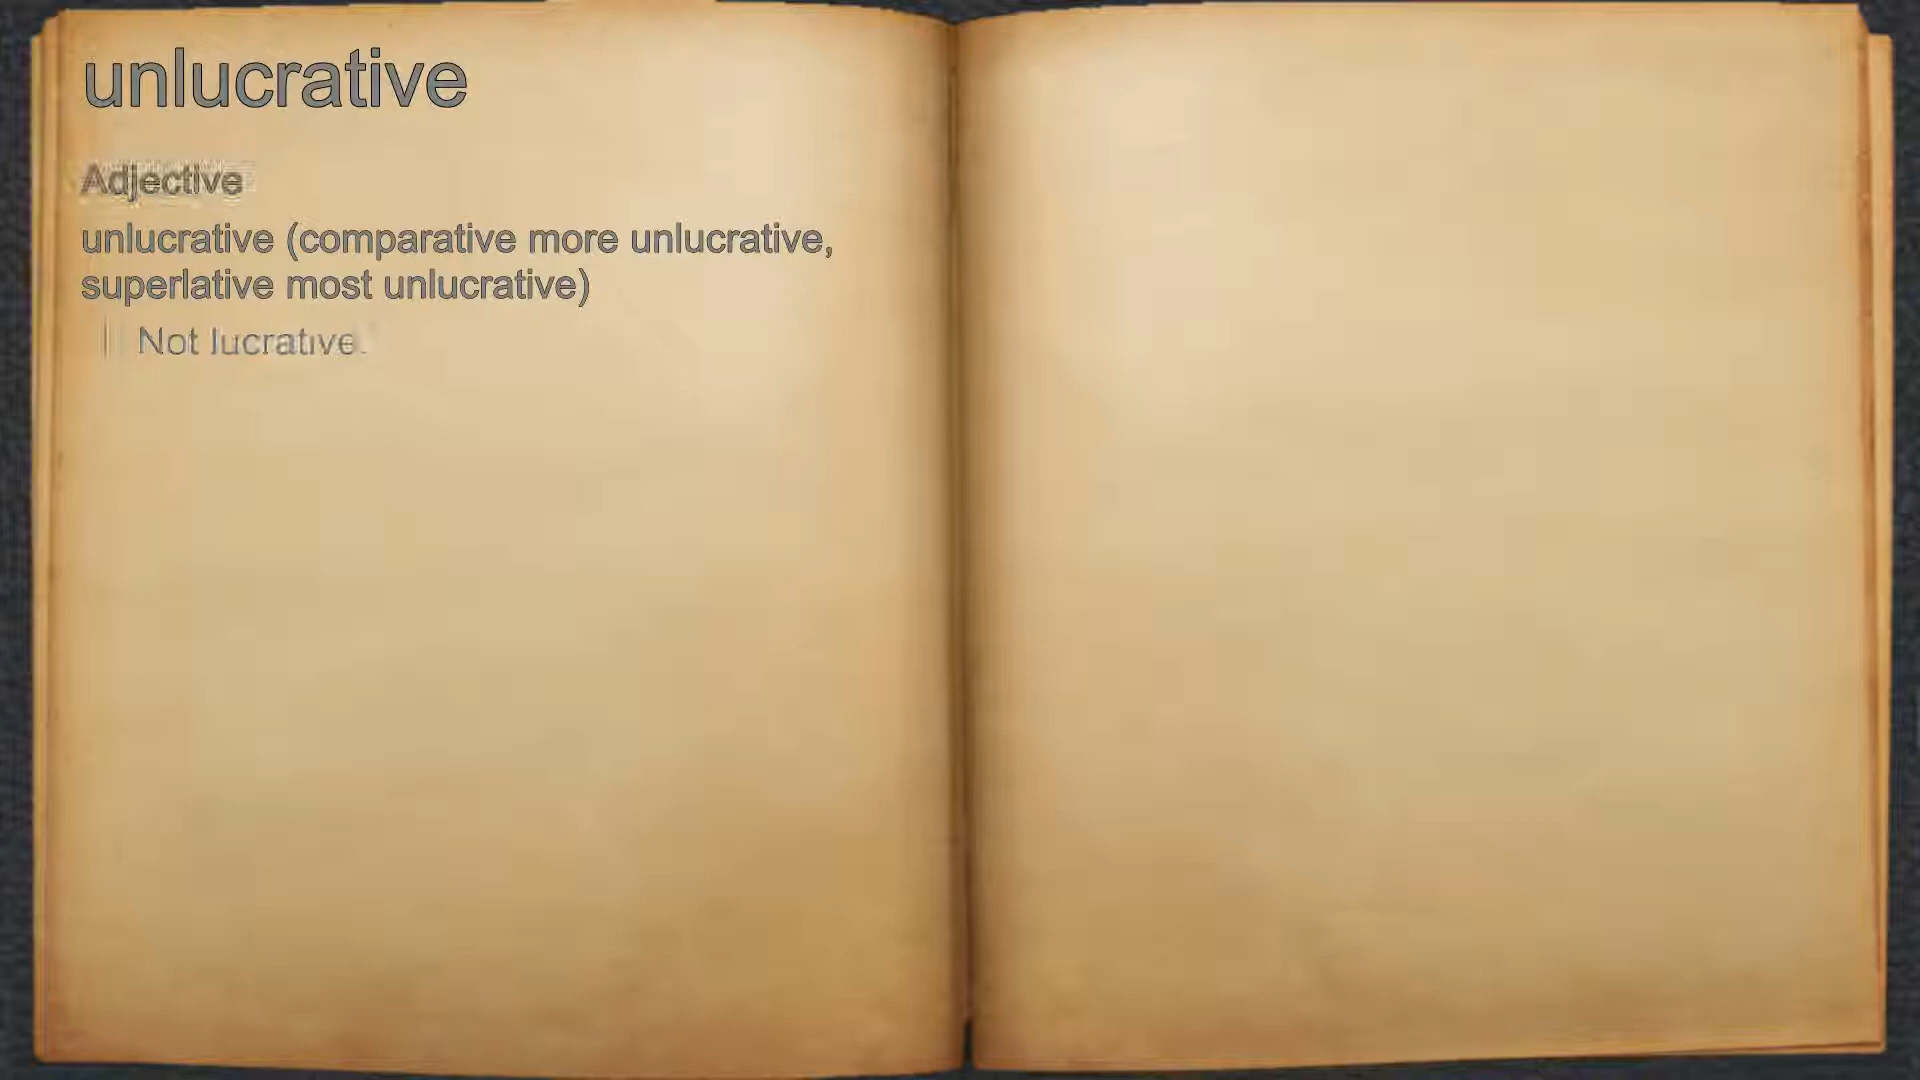 unlucrative
Adjective
unlucrative (comparative more unlucrative,
superlative most unlucrative)
Not lucrative.